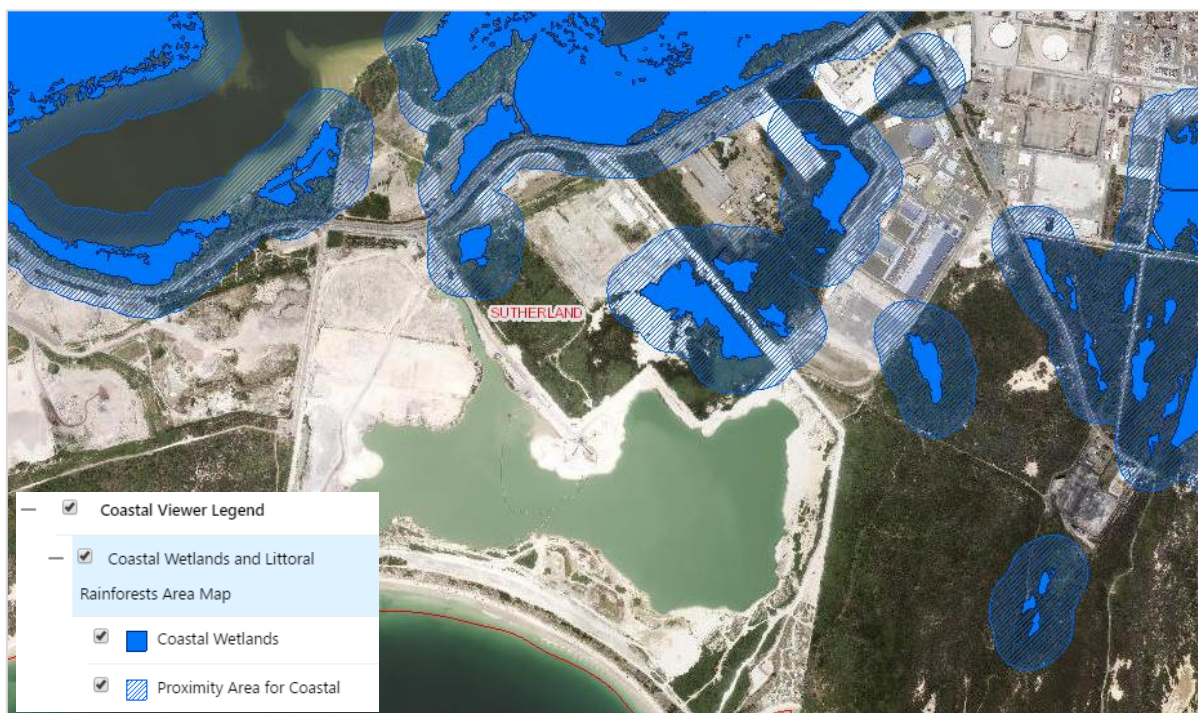 SUTHERLAND
Coastal Viewer Legend
Coastal Wetlands and Littoral
Rainforests Area Map
Coastal Wetlands
Proximity Area for Coastal